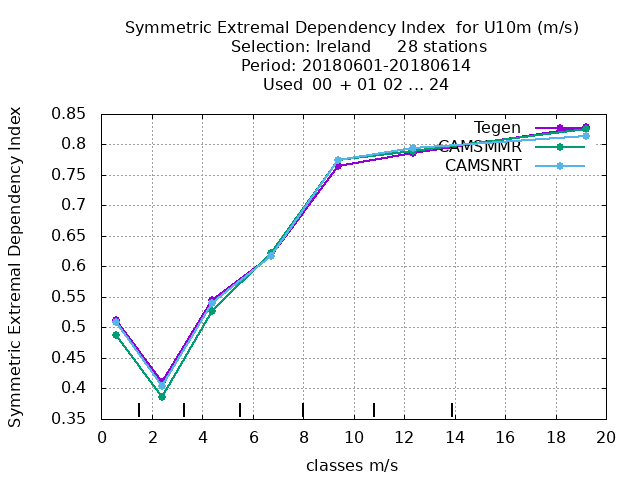 Symmetric Extremal Dependency Index for U10m (m/s)
Selection: Ireland 28 stations
Period: 20180601-20180614
Used 00 + 01 02 ... 24
Symmetric Extremal Dependency Index
0.85
0.8
0.75
0.7
0.65
0.6
0.55
0.5
0.45
0.4
0.35
Tegen
CAMSMMR
CAMSNRT
0 2 4 6 8 10 12 14 16 18 20
classes m/s